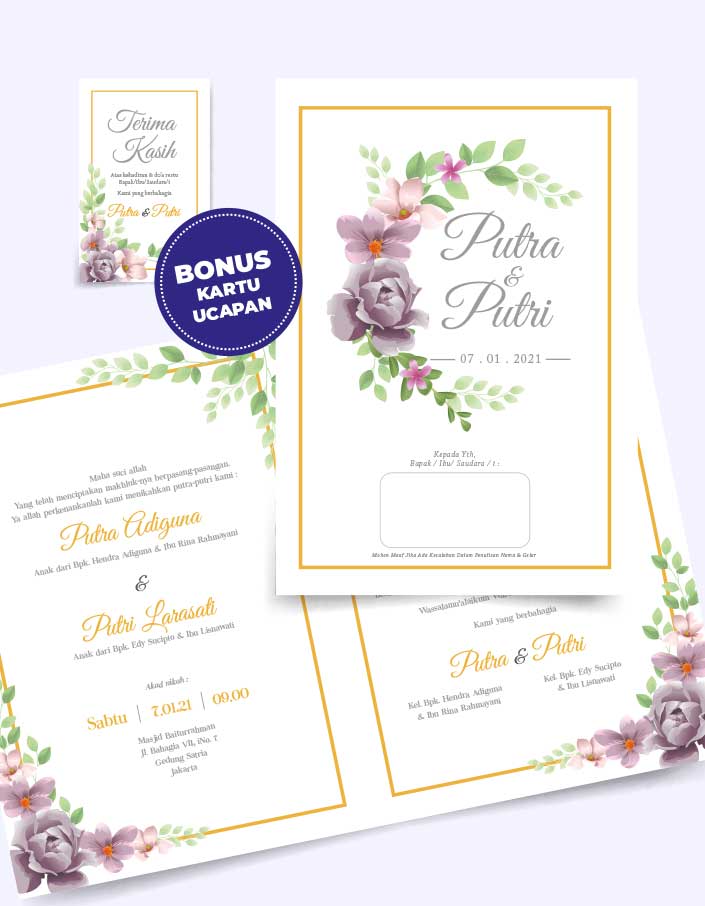 Terima
Kasih
Atas kehadiran & do'a restu
Bapak/Ibu/Saudara/i
Kami yang berbahagia
Putra & Putri
BONUS
KARTU
UCAPAN
Putra
&
Putri
07 . 01 . 2021
Kepada Yth,
Bapak / Ibu/ Saudara / i :
Mohon Maaf Jika Ada Kesalahan Dalam Penulisan Nama & Gelar
Maha suci allah
Yang telah menciptakan makhluk-nya berpasang-pasangan.
Ya allah perkenankanlah kami menikahkan putra-putri kami :
Putra Adiguna
Anak dari Bpk. Hendra Adiguna & Ibu Rina Rahmayani
&
Putri Larasati
Anak dari Bpk. Edy Sucipto & Ibu Lisnawati
Akad nikah :
Sabtu | 7.01.21 | 09.00
Masjid Baiturrahman
Jl. Bahagia VII, No. 7
Gedung Satria
Jakarta
Wassalamu'alaikum
Kami yang berbahagia
Putra & Putri
Kel. Bpk. Hendra Adiguna
& Ibu Rina Rahmayani
Kel. Bpk. Edy Sucipto
& Ibu Lisnawati